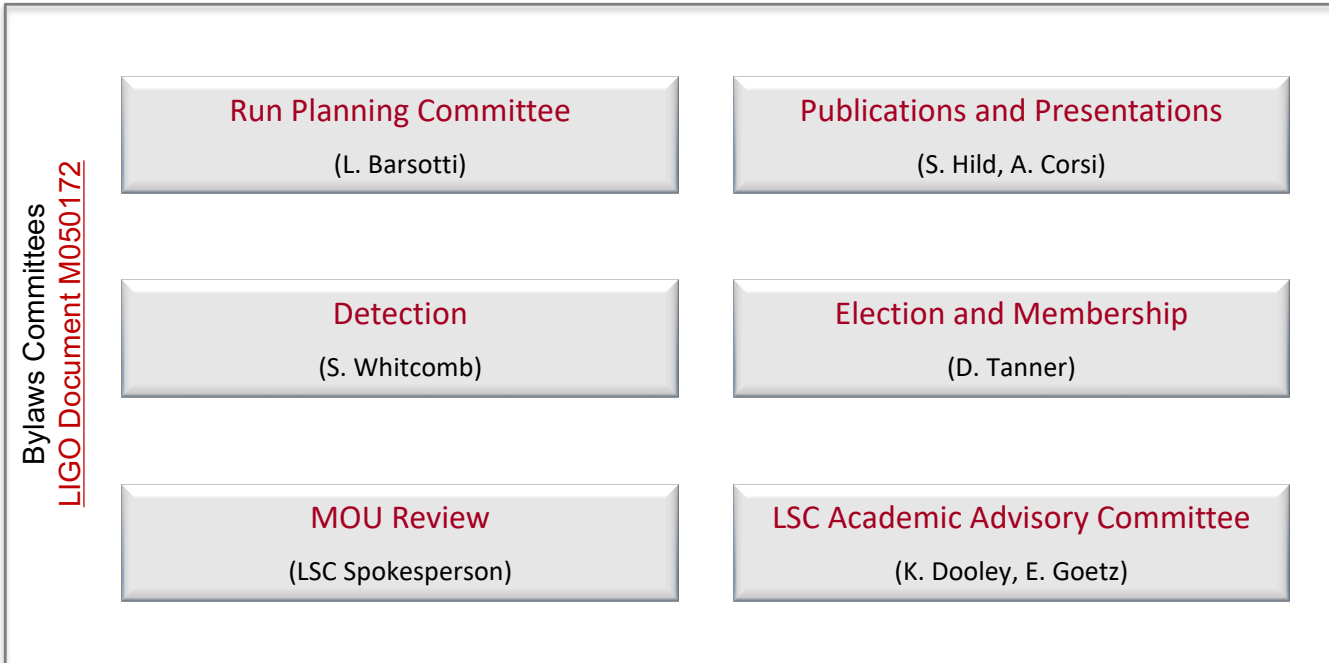 Bylaws Committees
LIGO Document M050172
Run Planning Committee
(L. Barsotti)
Publications and Presentations
(S. Hild, A. Corsi)
Detection
(S. Whitcomb)
Election and Membership
(D. Tanner)
MOU Review
(LSC Spokesperson)
LSC Academic Advisory Committee
(K. Dooley, E. Goetz)